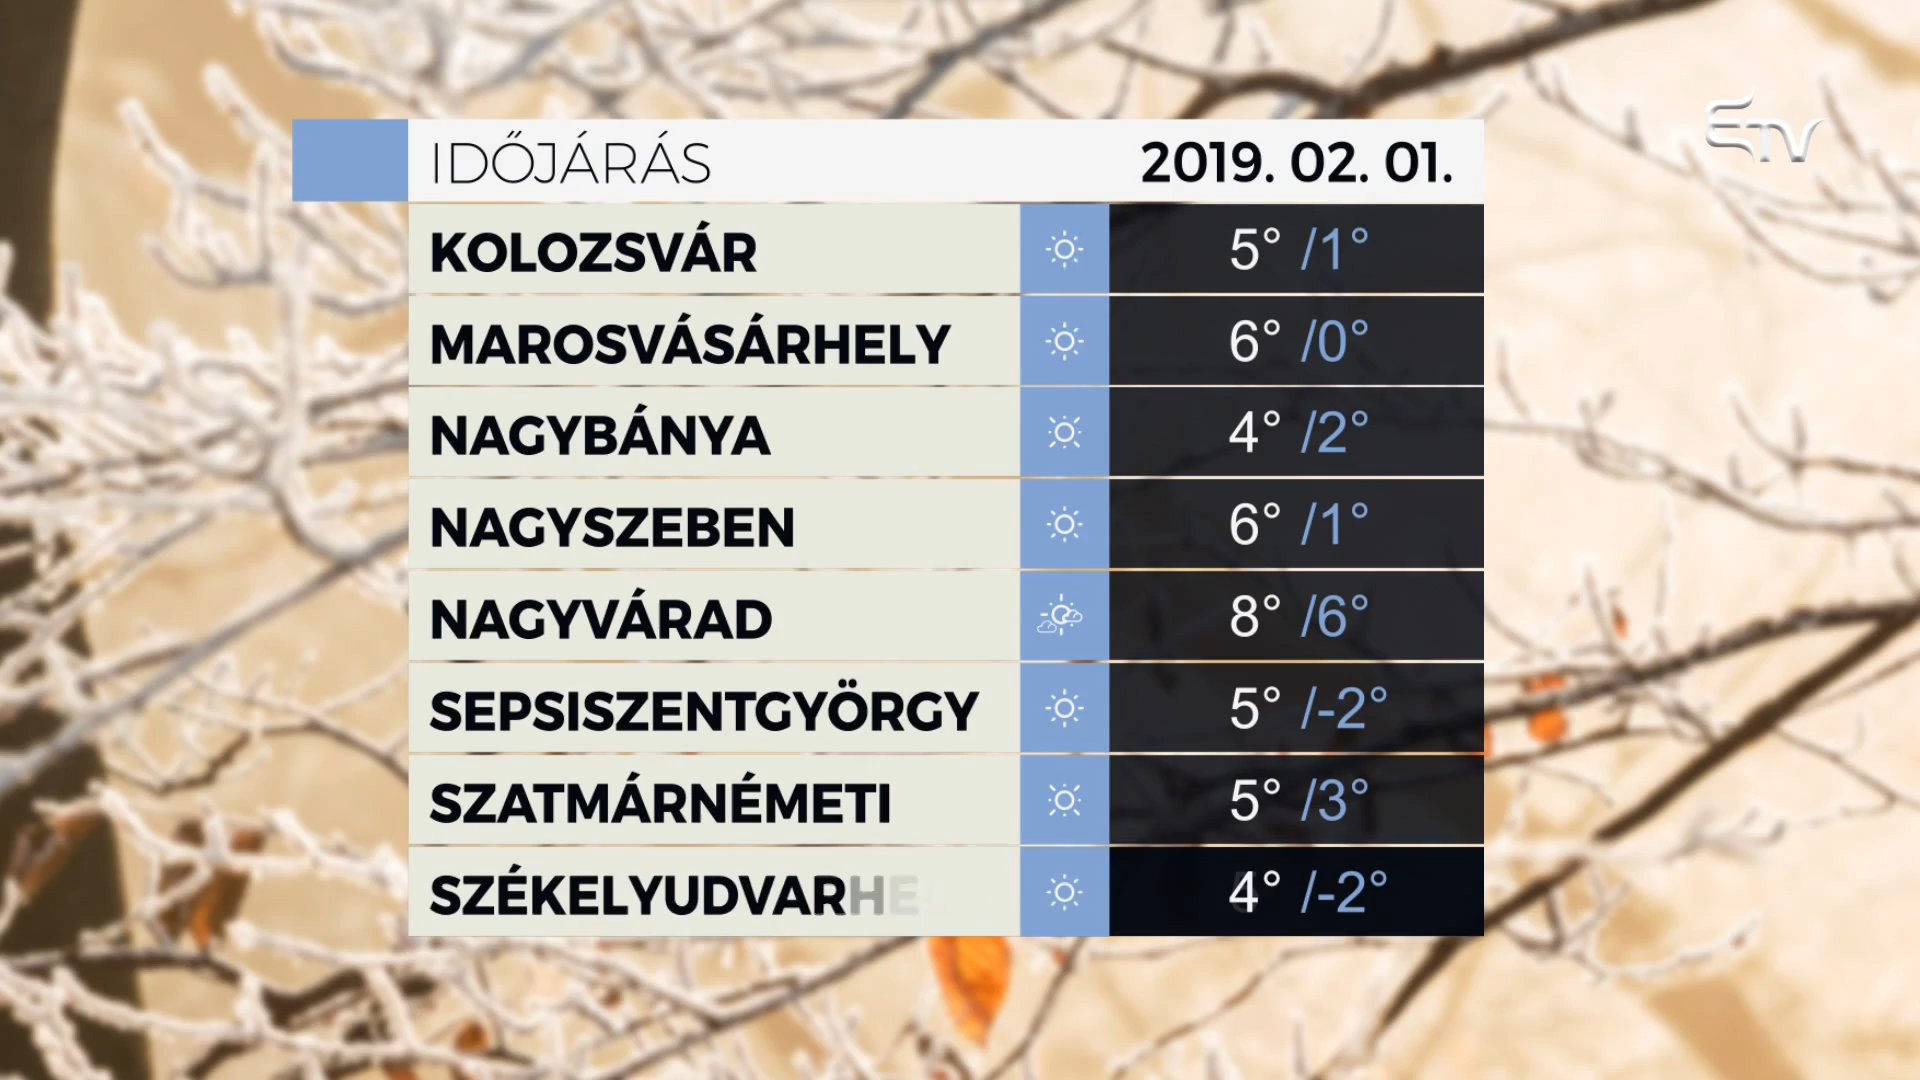 ETV
IDŐJÁRÁS 2019. 02. 01.
KOLOZSVÁR 5° /1°
MAROSVÁSÁRHELY 6° /0°
NAGYBÁNYA 4° /2°
NAGYSZEBEN 6° /1°
NAGYVÁRAD 8° /6°
SEPSISZENTGYÖRGY 5° /-2°
SZATMÁRNÉMETI 5° /3°
SZÉKELYUDVARHE 4° /-2°